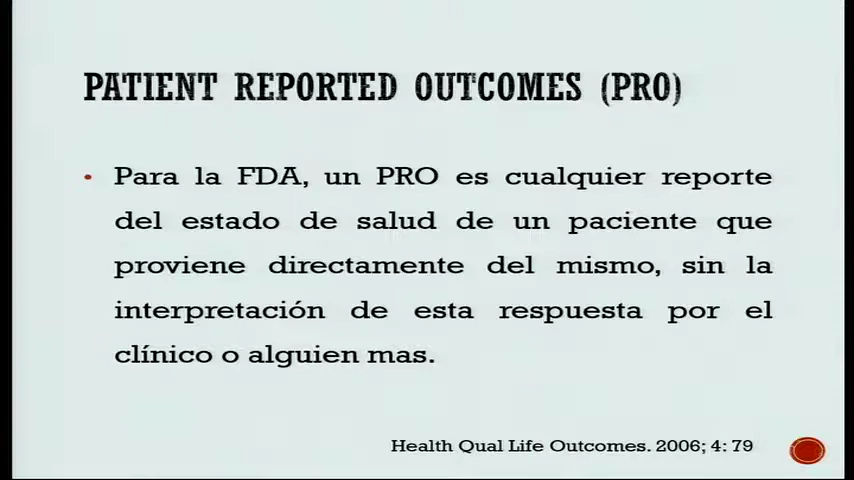 PATIENT REPORTED OUTCOMES (PRO)
• Para la FDA, un PRO es cualquier reporte
del estado de salud de un paciente que
proviene directamente del mismo, sin la
interpretación de esta respuesta por el
clínico o alguien mas.
Health Qual Life Outcomes. 2006; 4: 79